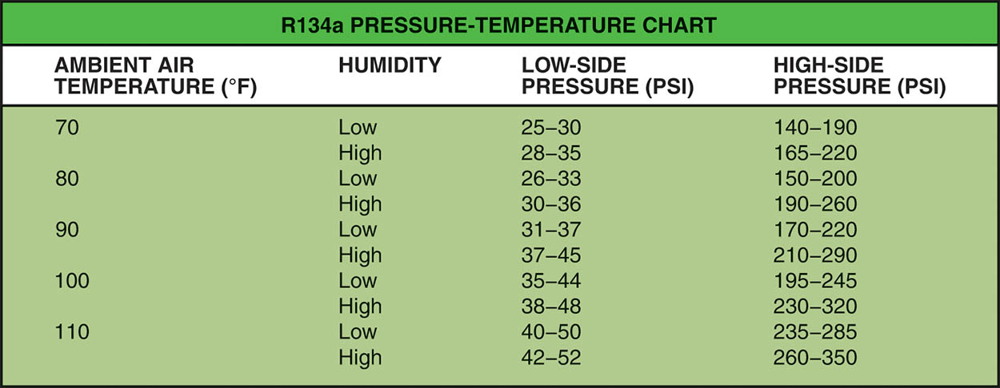 R134a PRESSURE-TEMPERATURE CHART
AMBIENT AIR TEMPERATURE (°F) HUMIDITY LOW-SIDE PRESSURE (PSI) HIGH-SIDE PRESSURE (PSI)
70 Low 25–30 140–190
High 28–35 165–220
80 Low 26–33 150–200
High 30–36 190–260
90 Low 31–37 170–220
High 37–45 210–290
100 Low 35–44 195–245
High 38–48 230–320
110 Low 40–50 235–285
High 42–52 260–350